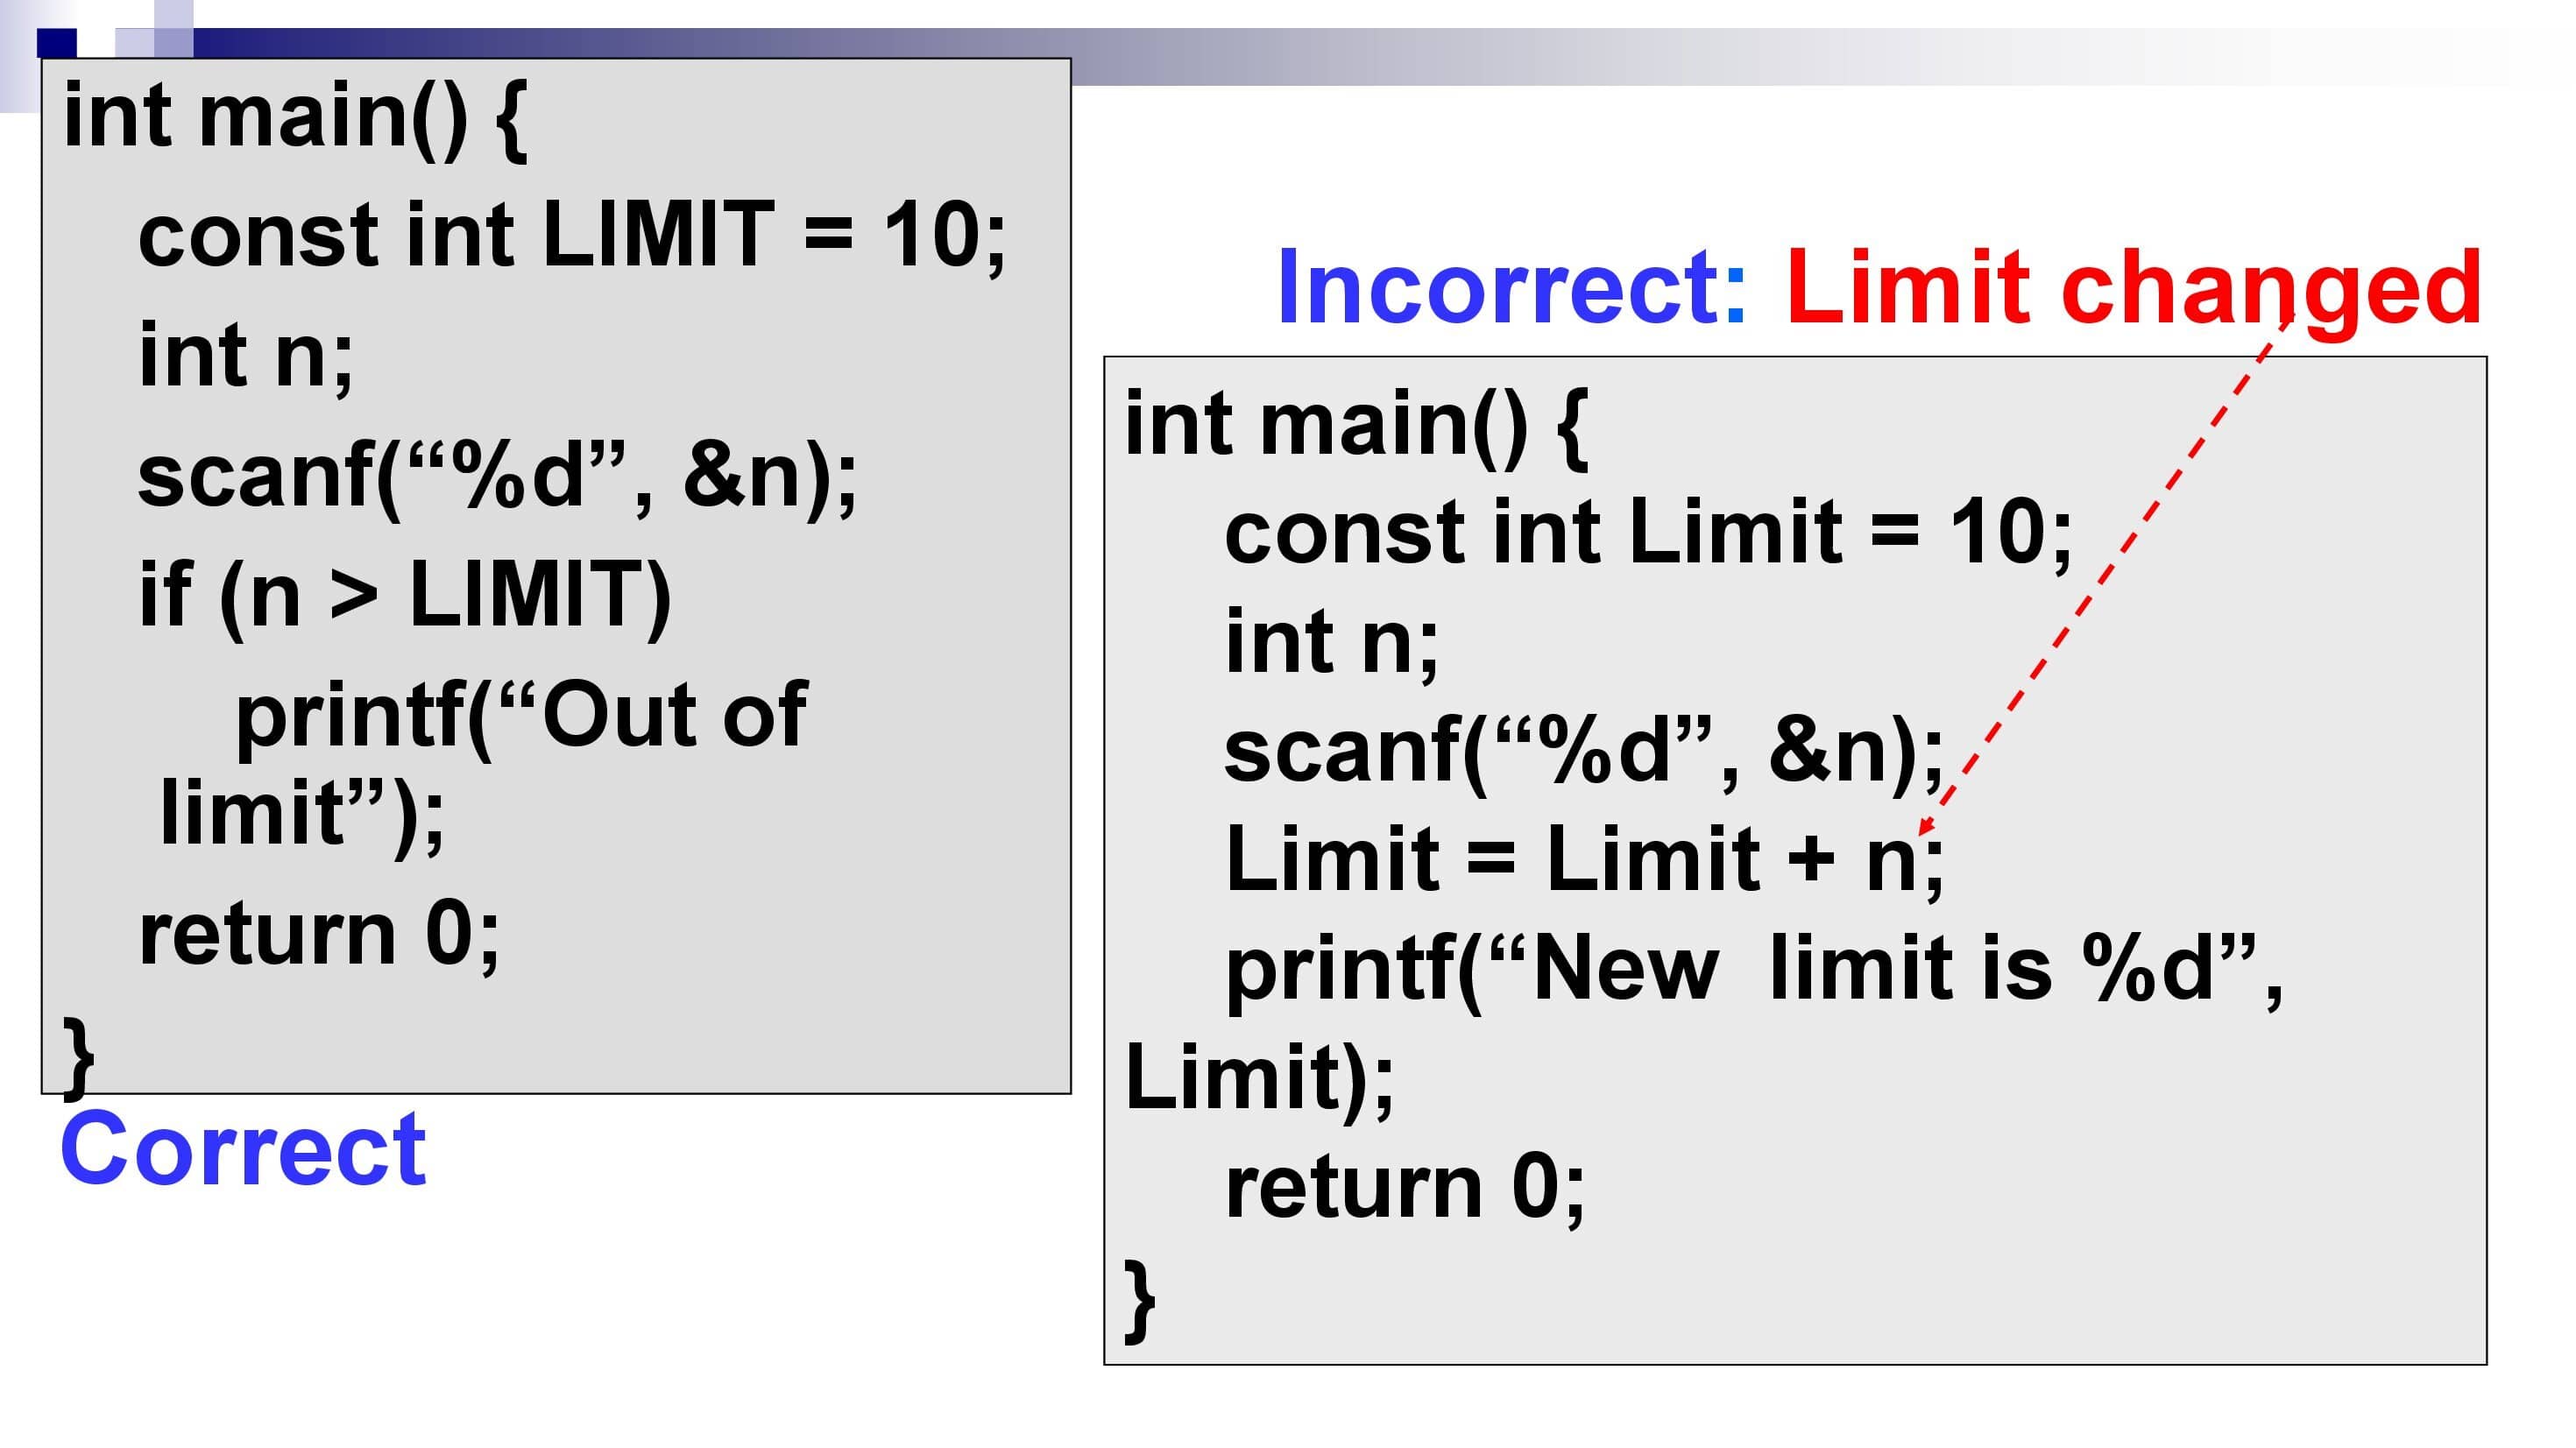 int main() {
const int LIMIT = 10;
int n;
scanf(“%d”, &n);
if (n > LIMIT)
printf(“Out of
limit”);
return 0;
}
Correct
Incorrect: Limit changed
int main() {
const int Limit = 10;
int n;
scanf(“%d”, &n);
Limit = Limit + n;
printf(“New  limit is %d”,
Limit);
return 0;
}